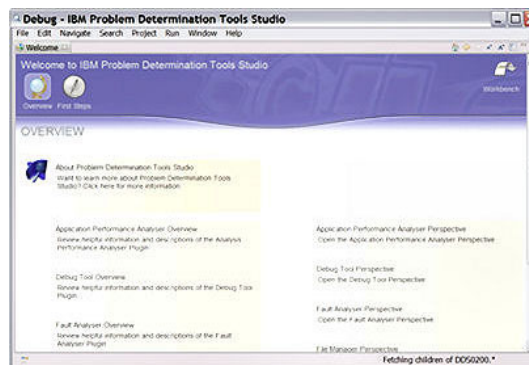 Debug - IBM Problem Determination Tools Studio
File Edit Navigate Search Project Run Window Help
Welcome
Welcome to IBM Problem Determination Tools Studio
Overview First Steps
Workbench
OVERVIEW
About Problem Determination Tools Studio
Want to learn more about Problem Determination Tools
Studio? Click here for more information
Application Performance Analyser Overview
Review helpful information and descriptions of the Analysis
Performance Analyser Plugin
Application Performance Analyser Perspective
Open the Application Performance Analyser Perspective
Debug Tool Overview
Review helpful information and descriptions of the Debug Tool
Plugin
Debug Tool Perspective
Open the Debug Tool Perspective
Fault Analyser Overview
Review helpful information and descriptions of the Fault
Analyser Plugin
Fault Analyser Perspective
Open the Fault Analyser Perspective
File Manager Perspective
Fetching children of DDS0200.*